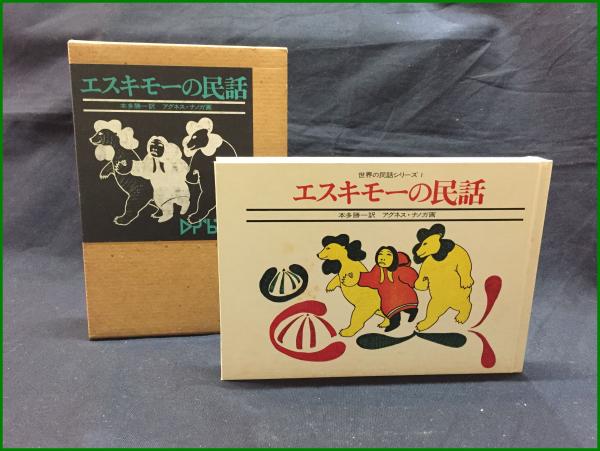 エスキモーの民話
本多勝一訳 アグネス・ナノガ画
世界の民話シリーズ 1
エスキモーの民話
本多勝一訳 アグネス・ナノガ画